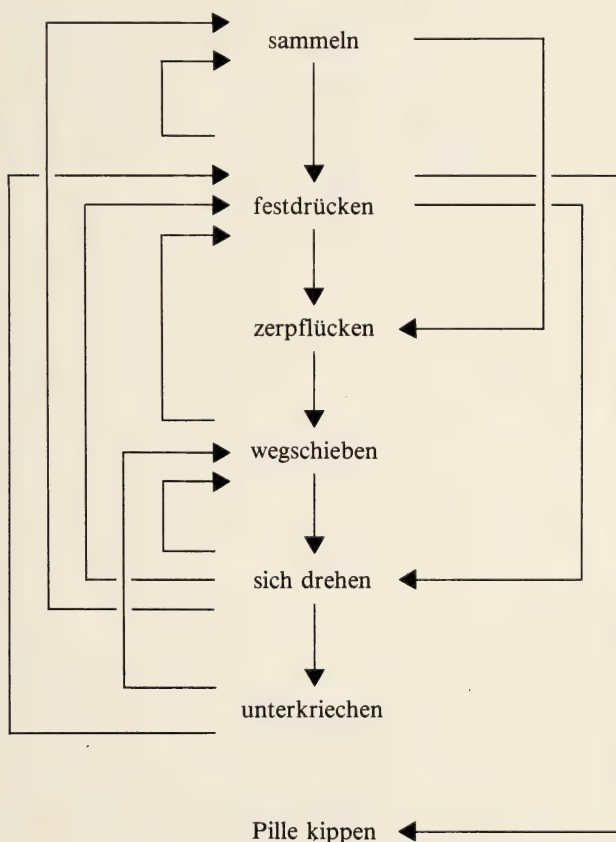 sammeln
festdrücken
zerpflücken
wegschieben
sich drehen
unterkriechen
Pille kippen